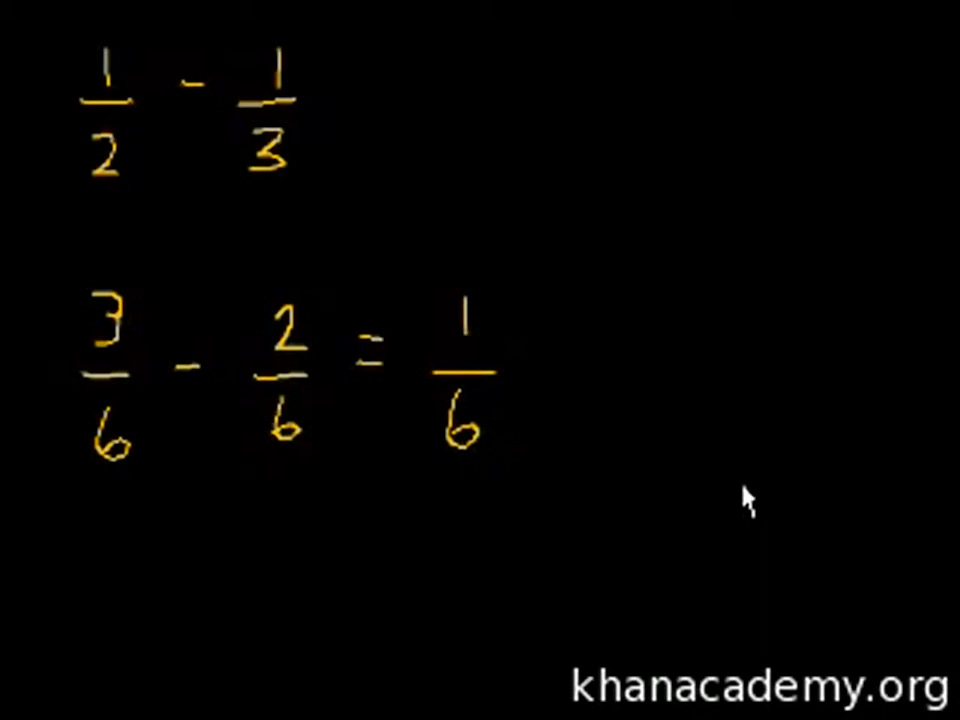 1/2 - 1/3
3/6 - 2/6 = 1/6
khanacademy.org